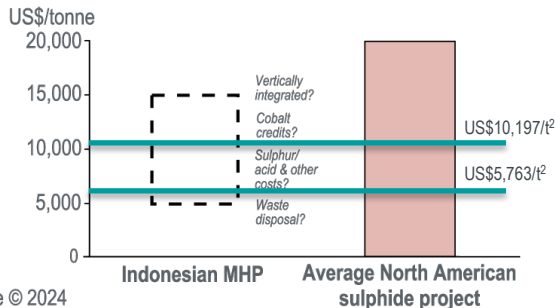 US$/tonne
20,000
15,000
10,000
5,000
0
Vertically
integrated?
Cobalt
credits?
Sulphur/
acid & other
costs?
Waste
disposal?
US$10,197/t²
US$5,763/t²
Indonesian MHP
Average North American
sulphide project
© 2024